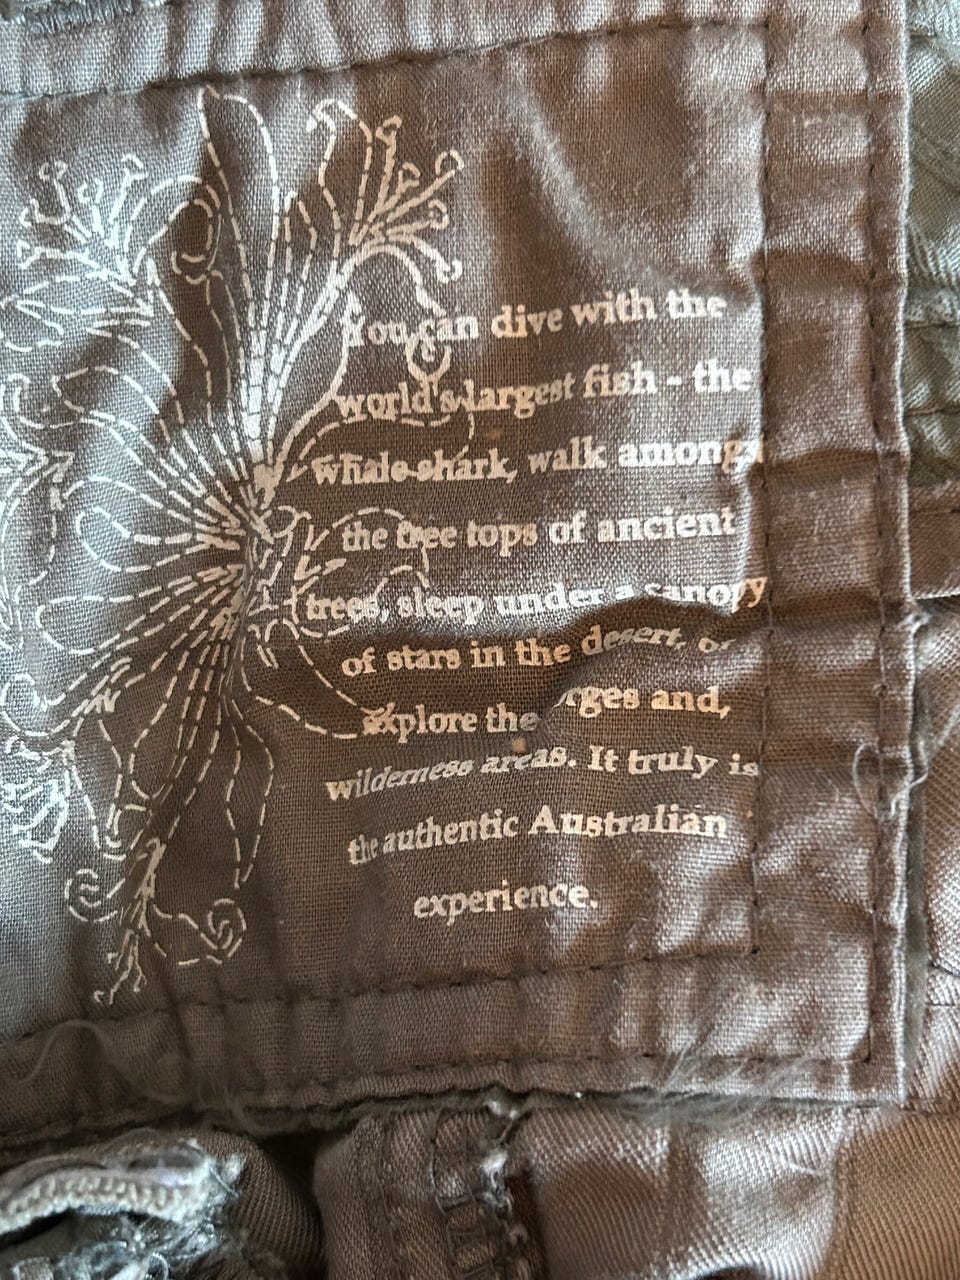 You can dive with the
world's largest fish - the
whale shark, walk amongst
the tree tops of ancient
trees, sleep under a canopy
of stars in the desert, or
explore the rges and,
wilderness areas. It truly is
the authentic Australian
experience.